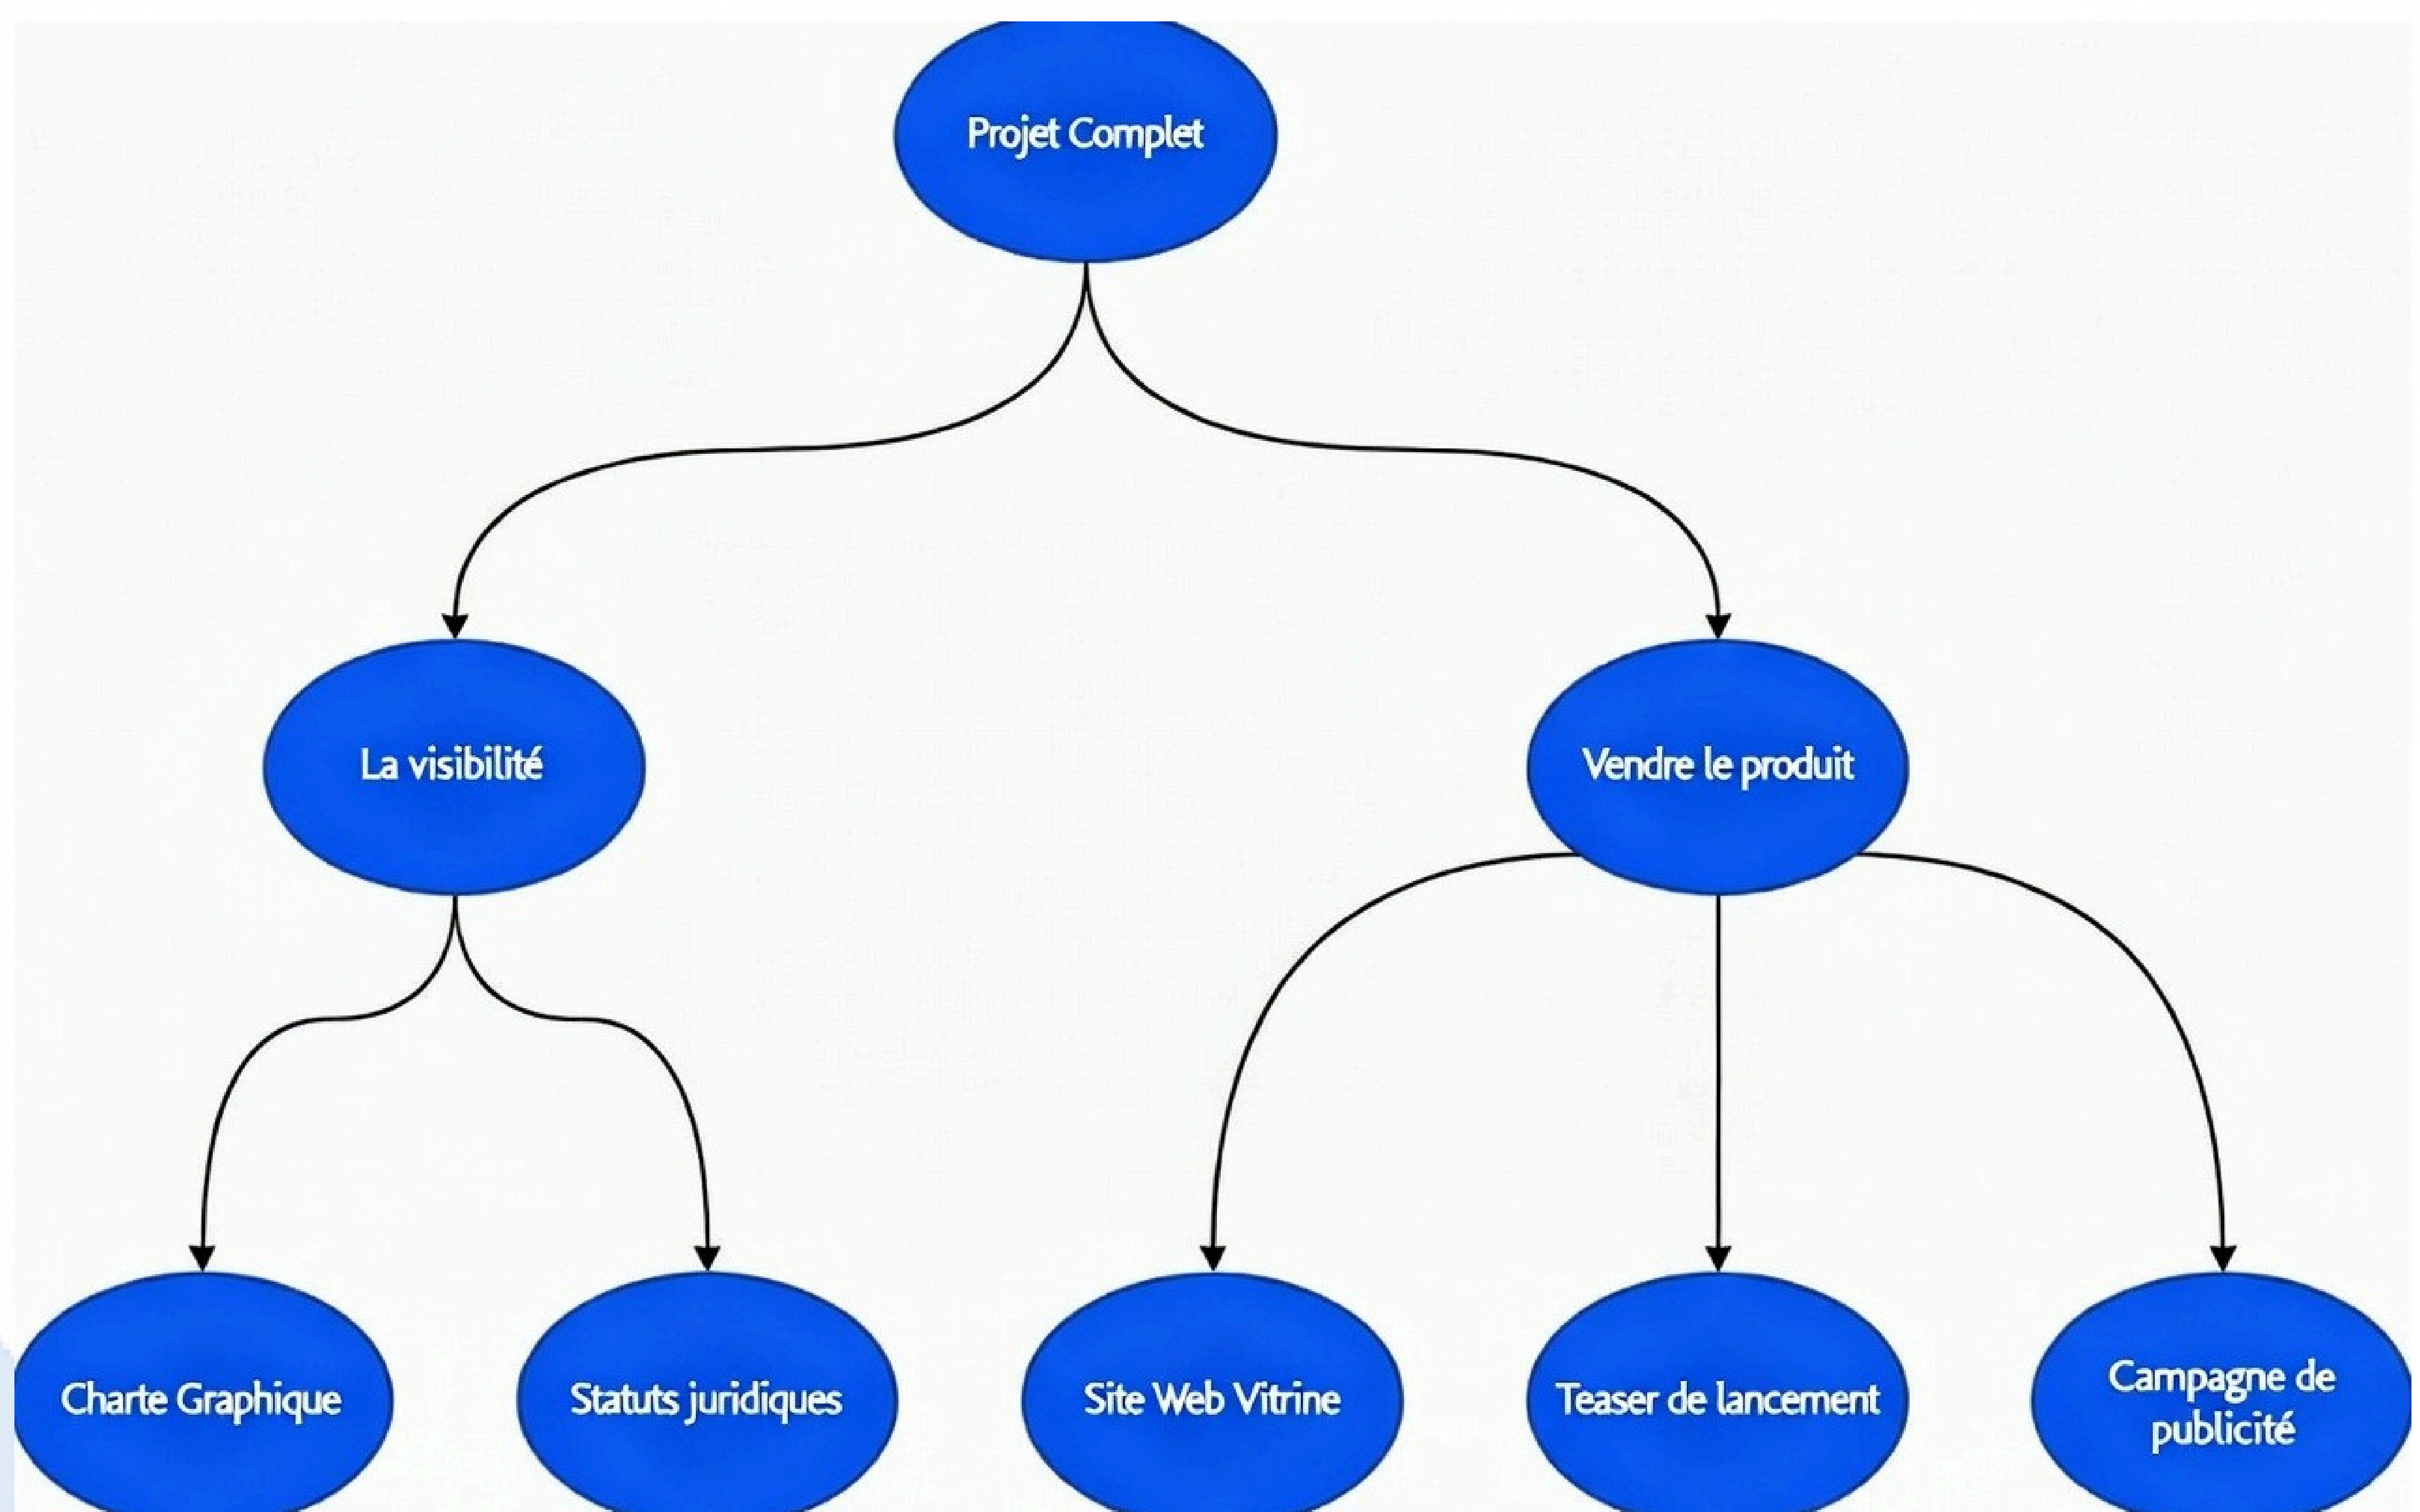 Projet Complet
La visibilité
Vendre le produit
Charte Graphique
Statuts juridiques
Site Web Vitrine
Teaser de lancement
Campagne de
publicité